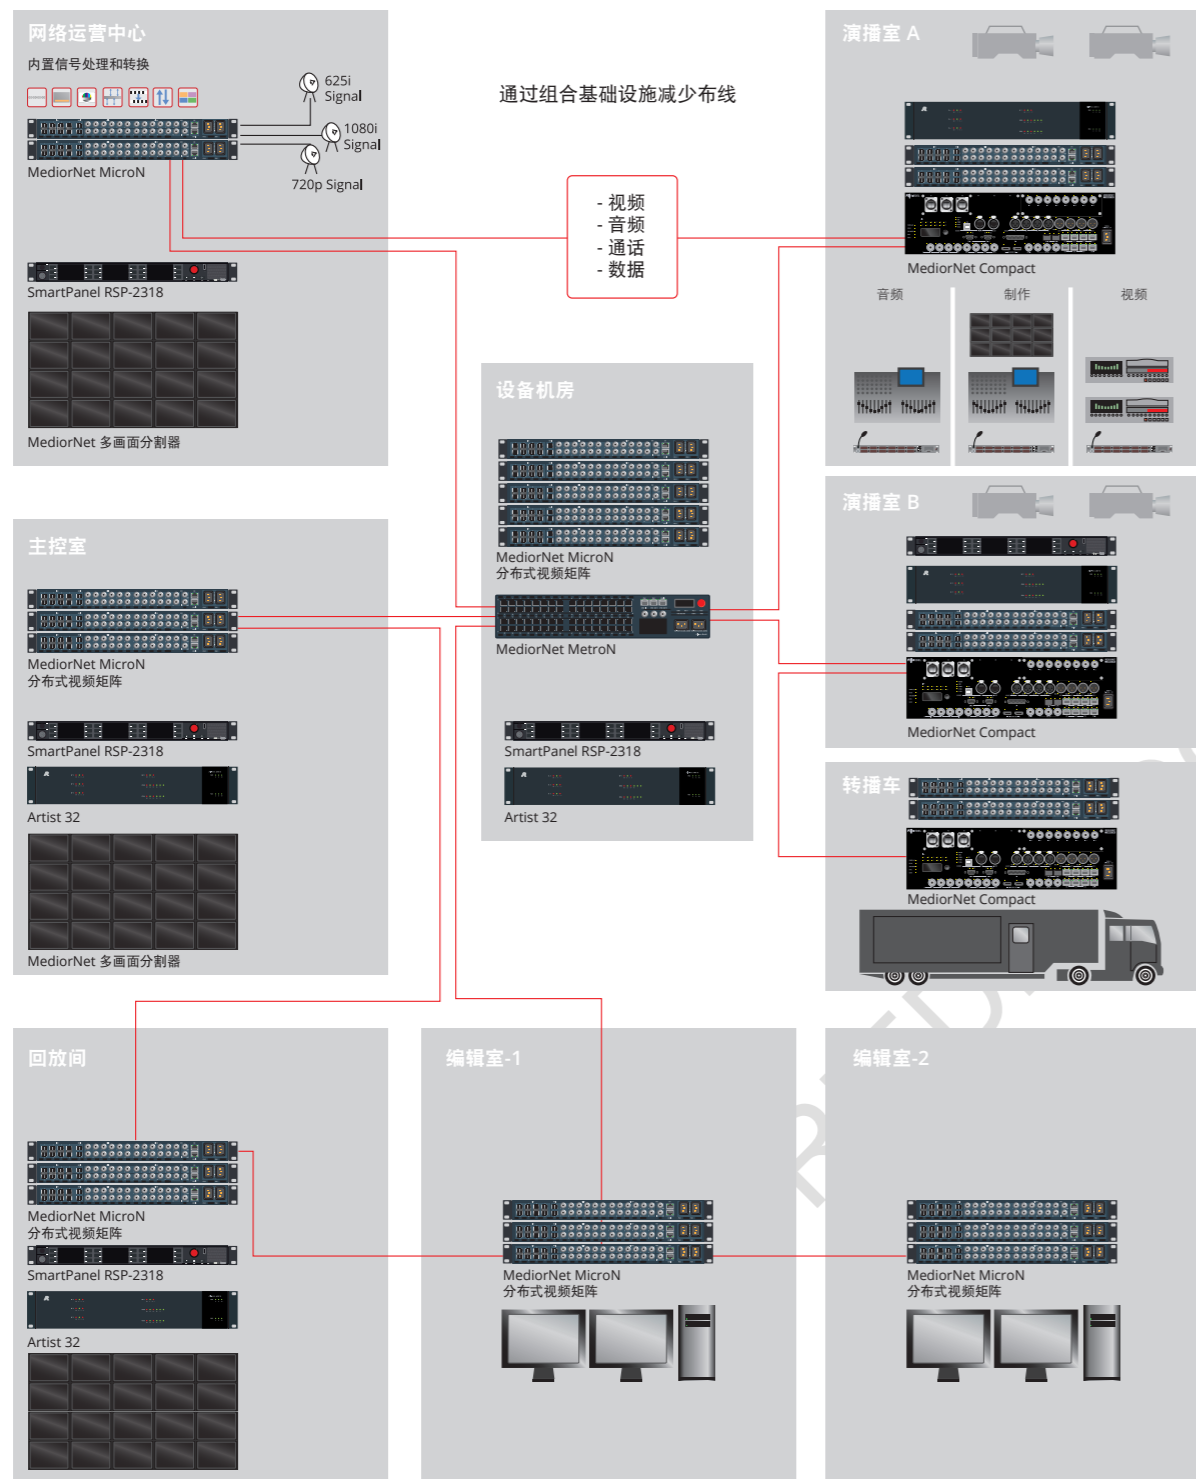 网络运营中心
内置信号处理和转换
625i
Signal
1080i
Signal
720p Signal
MediorNet MicroN
SmartPanel RSP-2318
MediorNet 多画面分割器
通过组合基础设施减少布线
- 视频
- 音频
- 通话
- 数据
演播室 A
MediorNet Compact
音频
制作
视频
设备机房
MediorNet MicroN
分布式视频矩阵
MediorNet MetroN
SmartPanel RSP-2318
Artist 32
演播室 B
MediorNet Compact
主控室
MediorNet MicroN
分布式视频矩阵
SmartPanel RSP-2318
Artist 32
MediorNet 多画面分割器
转播车
MediorNet Compact
回放间
MediorNet MicroN
分布式视频矩阵
SmartPanel RSP-2318
Artist 32
编辑室-1
MediorNet MicroN
分布式视频矩阵
编辑室-2
MediorNet MicroN
分布式视频矩阵